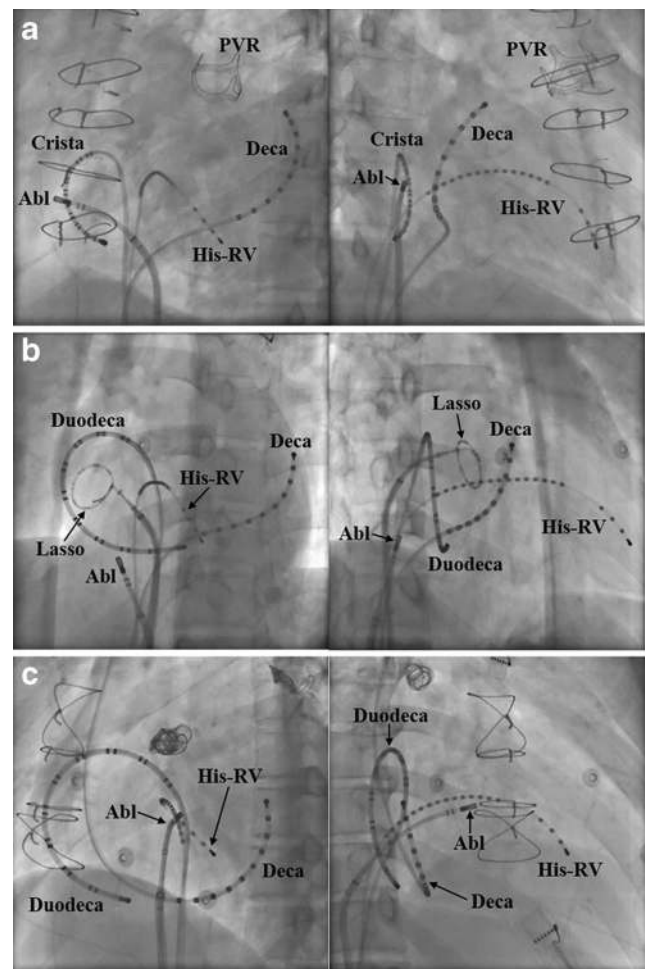 a
PVR
Crista
Deca
Abl
His-RV
PVR
Crista
Deca
Abl
His-RV
b
Duodeca
Deca
His-RV
Lasso
Abl
Lasso
Deca
Abl
His-RV
Duodeca
c
His-RV
Abl
Duodeca
Deca
Duodeca
Abl
His-RV
Deca